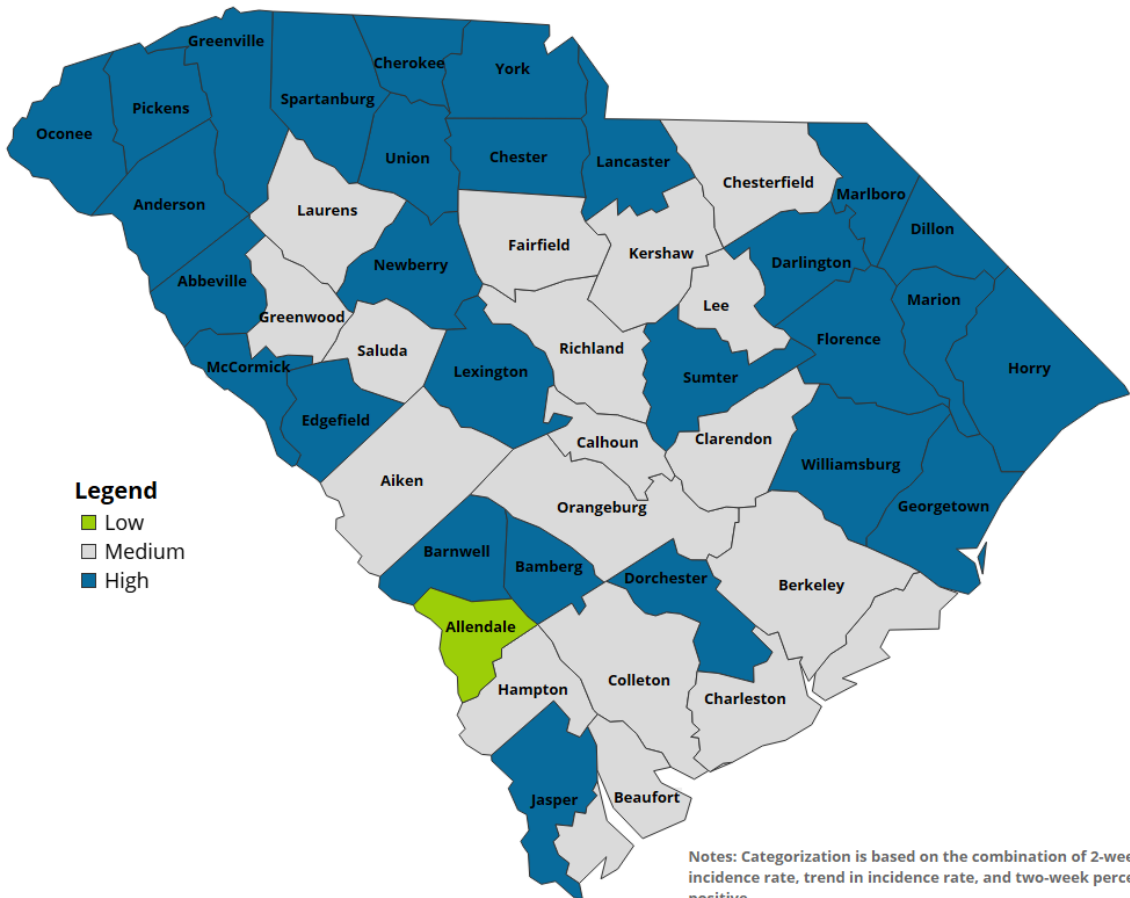 Greenville
Cherokee
York
Spartanburg
Pickens
Oconee
Union
Chester
Lancaster
Chesterfield
Marlboro
Anderson
Laurens
Dillon
Fairfield
Kershaw
Newberry
Darlington
Abbeville
Lee
Marion
Greenwood
Florence
Saluda
Richland
McCormick
Lexington
Sumter
Horry
Edgefield
Calhoun
Clarendon
Williamsburg
Aiken
Legend
Low
Medium
High
Orangeburg
Georgetown
Barnwell
Bamberg
Dorchester
Berkeley
Allendale
Colleton
Hampton
Charleston
Beaufort
Jasper
Notes: Categorization is based on the combination of 2-wee
incidence rate, trend in incidence rate, and two-week perce
positive